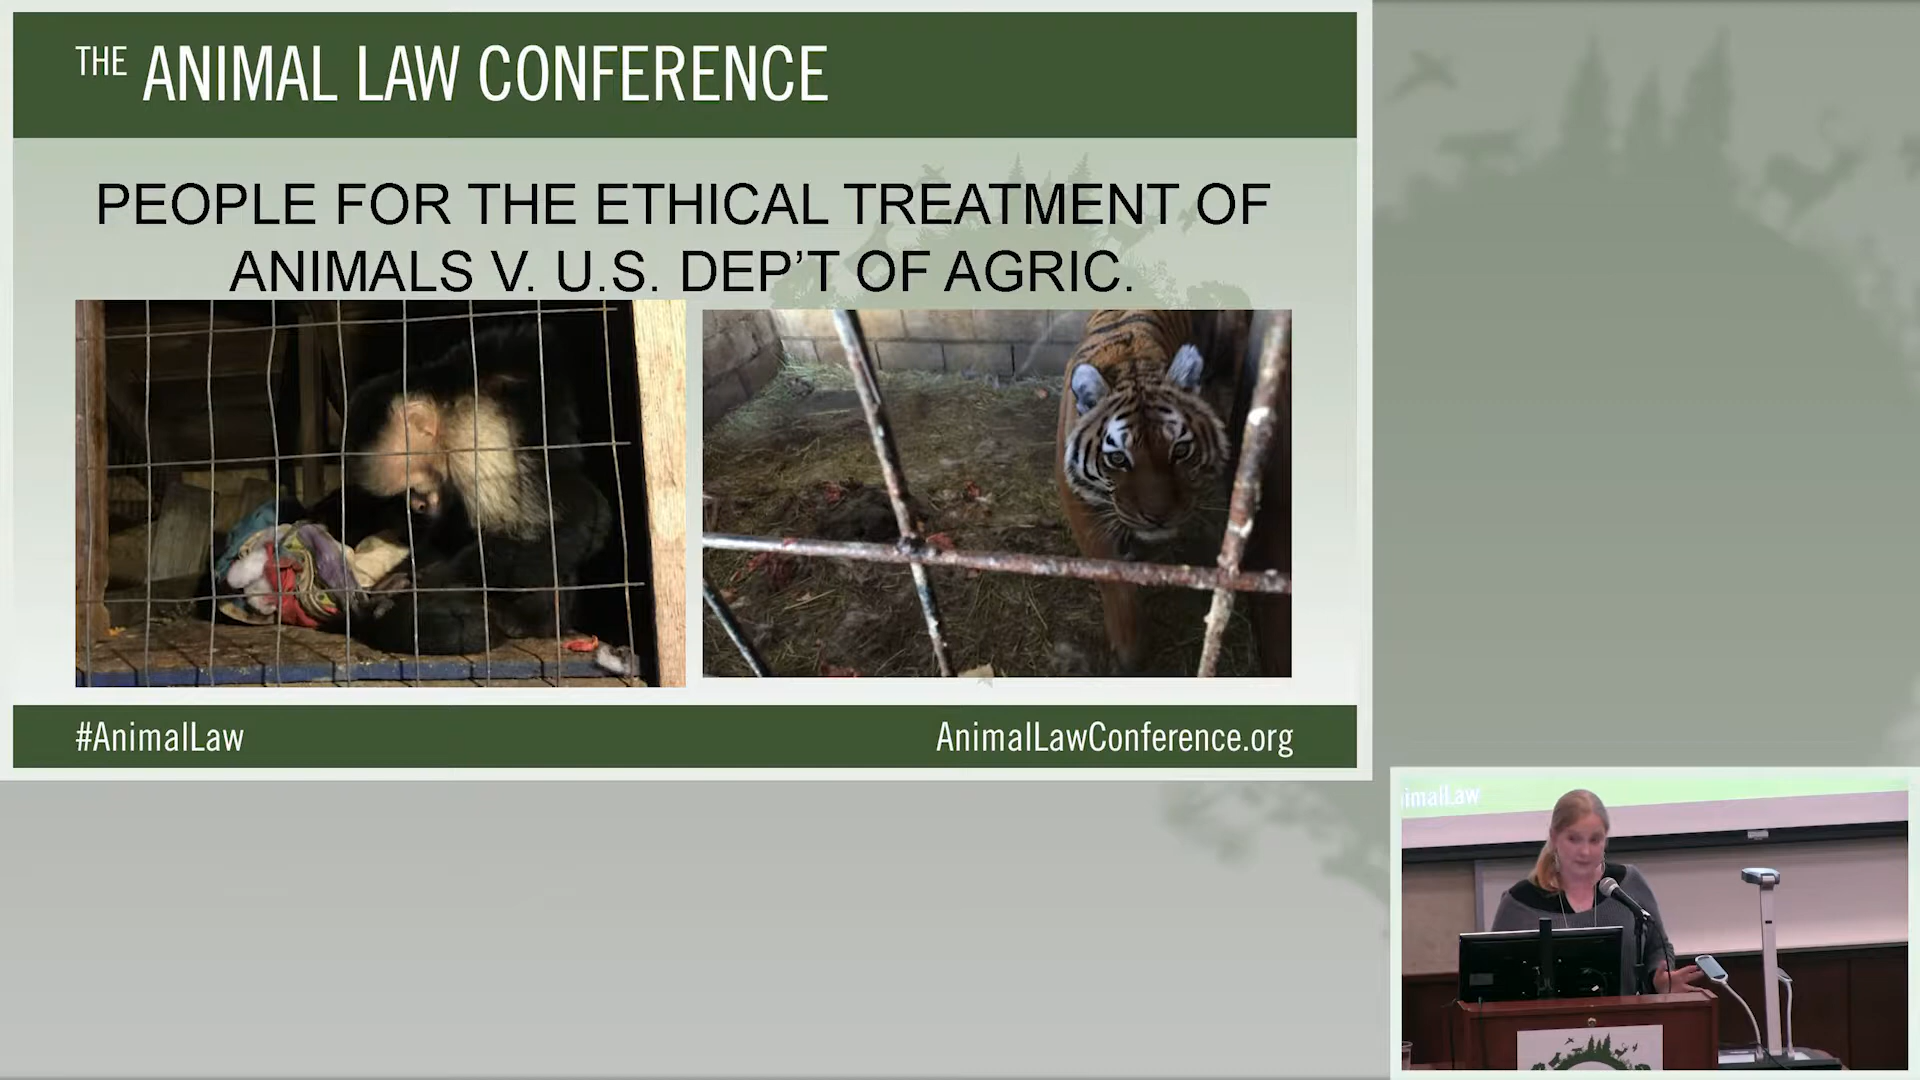 THE ANIMAL LAW CONFERENCE
PEOPLE FOR THE ETHICAL TREATMENT OF
ANIMALS V. U.S. DEP’T OF AGRIC.
#AnimalLaw
AnimalLawConference.org
imalLaw